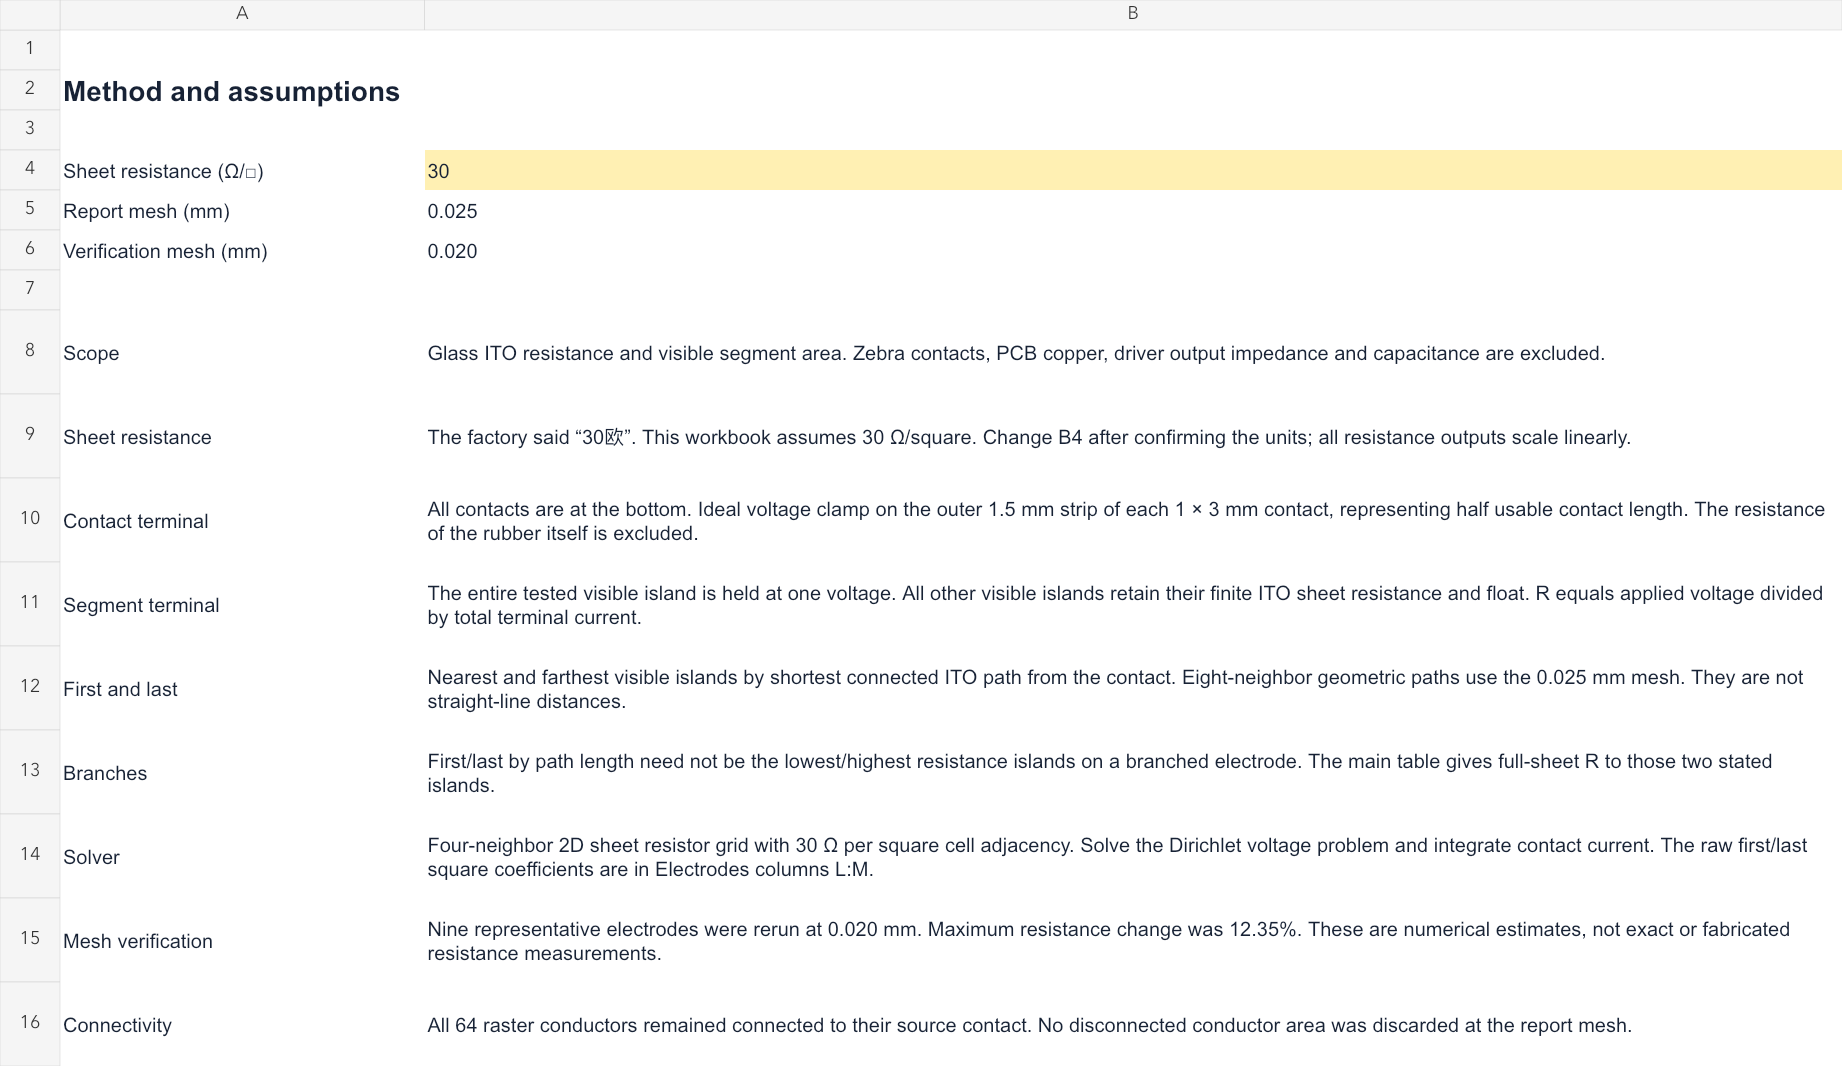 A B
1
2 Method and assumptions
3
4 Sheet resistance (Ω/□) 30
5 Report mesh (mm) 0.025
6 Verification mesh (mm) 0.020
7
8 Scope Glass ITO resistance and visible segment area. Zebra contacts, PCB copper, driver output impedance and capacitance are excluded.
9 Sheet resistance The factory said “30欧”. This workbook assumes 30 Ω/square. Change B4 after confirming the units; all resistance outputs scale linearly.
10 Contact terminal All contacts are at the bottom. Ideal voltage clamp on the outer 1.5 mm strip of each 1 × 3 mm contact, representing half usable contact length. The resistance
of the rubber itself is excluded.
11 Segment terminal The entire tested visible island is held at one voltage. All other visible islands retain their finite ITO sheet resistance and float. R equals applied voltage divided
by total terminal current.
12 First and last Nearest and farthest visible islands by shortest connected ITO path from the contact. Eight-neighbor geometric paths use the 0.025 mm mesh. They are not
straight-line distances.
13 Branches First/last by path length need not be the lowest/highest resistance islands on a branched electrode. The main table gives full-sheet R to those two stated
islands.
14 Solver Four-neighbor 2D sheet resistor grid with 30 Ω per square cell adjacency. Solve the Dirichlet voltage problem and integrate contact current. The raw first/last
square coefficients are in Electrodes columns L:M.
15 Mesh verification Nine representative electrodes were rerun at 0.020 mm. Maximum resistance change was 12.35%. These are numerical estimates, not exact or fabricated
resistance measurements.
16 Connectivity All 64 raster conductors remained connected to their source contact. No disconnected conductor area was discarded at the report mesh.